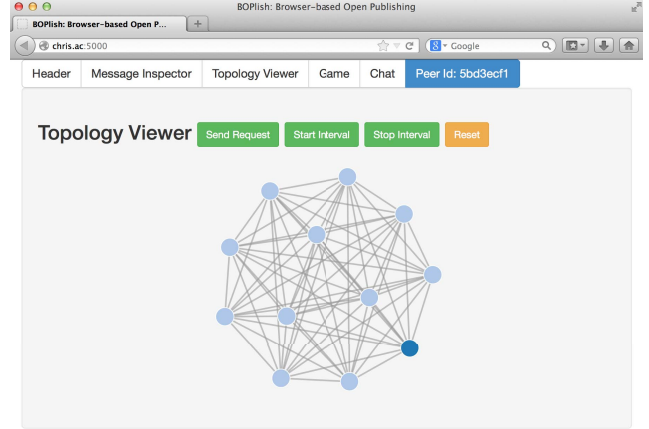 BOPlish: Browser-based Open Publishing
BOPlish: Browser-based Open P...
chris.ac:5000
Google
Header Message Inspector Topology Viewer Game Chat Peer Id: 5bd3ecf1
Topology Viewer Send Request Start Interval Stop Interval Reset